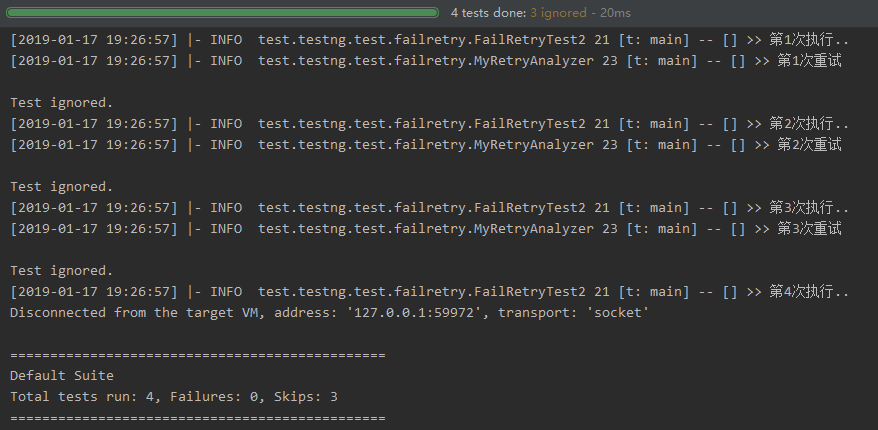 4 tests done: 3 ignored - 20ms
[2019-01-17 19:26:57] |- INFO  test.testng.test.failretry.FailRetryTest2 21 [t: main] -- [] >> 第1次执行..
[2019-01-17 19:26:57] |- INFO  test.testng.test.failretry.MyRetryAnalyzer 23 [t: main] -- [] >> 第1次重试
Test ignored.
[2019-01-17 19:26:57] |- INFO  test.testng.test.failretry.FailRetryTest2 21 [t: main] -- [] >> 第2次执行..
[2019-01-17 19:26:57] |- INFO  test.testng.test.failretry.MyRetryAnalyzer 23 [t: main] -- [] >> 第2次重试
Test ignored.
[2019-01-17 19:26:57] |- INFO  test.testng.test.failretry.FailRetryTest2 21 [t: main] -- [] >> 第3次执行..
[2019-01-17 19:26:57] |- INFO  test.testng.test.failretry.MyRetryAnalyzer 23 [t: main] -- [] >> 第3次重试
Test ignored.
[2019-01-17 19:26:57] |- INFO  test.testng.test.failretry.FailRetryTest2 21 [t: main] -- [] >> 第4次执行..
Disconnected from the target VM, address: '127.0.0.1:59972', transport: 'socket'
===============================================
Default Suite
Total tests run: 4, Failures: 0, Skips: 3
===============================================